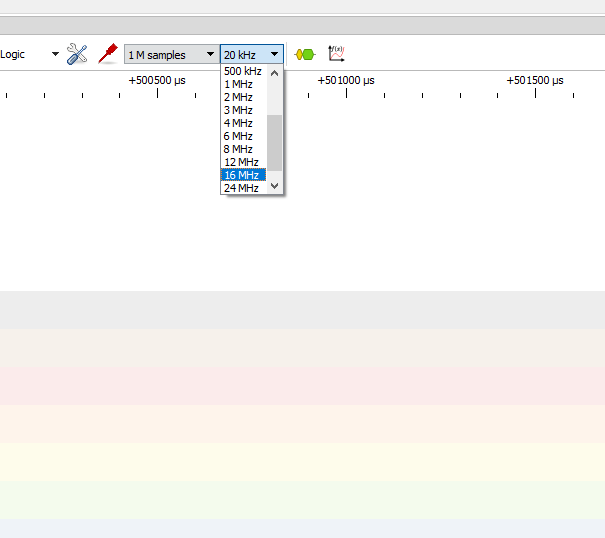 Logic
1 M samples
20 kHz
f(x)
500 kHz
1 MHz
2 MHz
3 MHz
4 MHz
6 MHz
8 MHz
12 MHz
16 MHz
24 MHz
+500500 µs
+501000 µs
+501500 µs